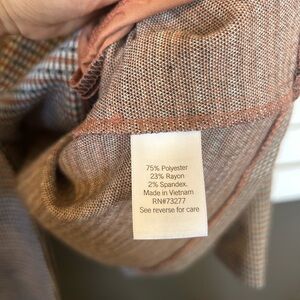 75% Polyester
23% Rayon
2% Spandex.
Made in Vietnam
RN#73277
See reverse for care